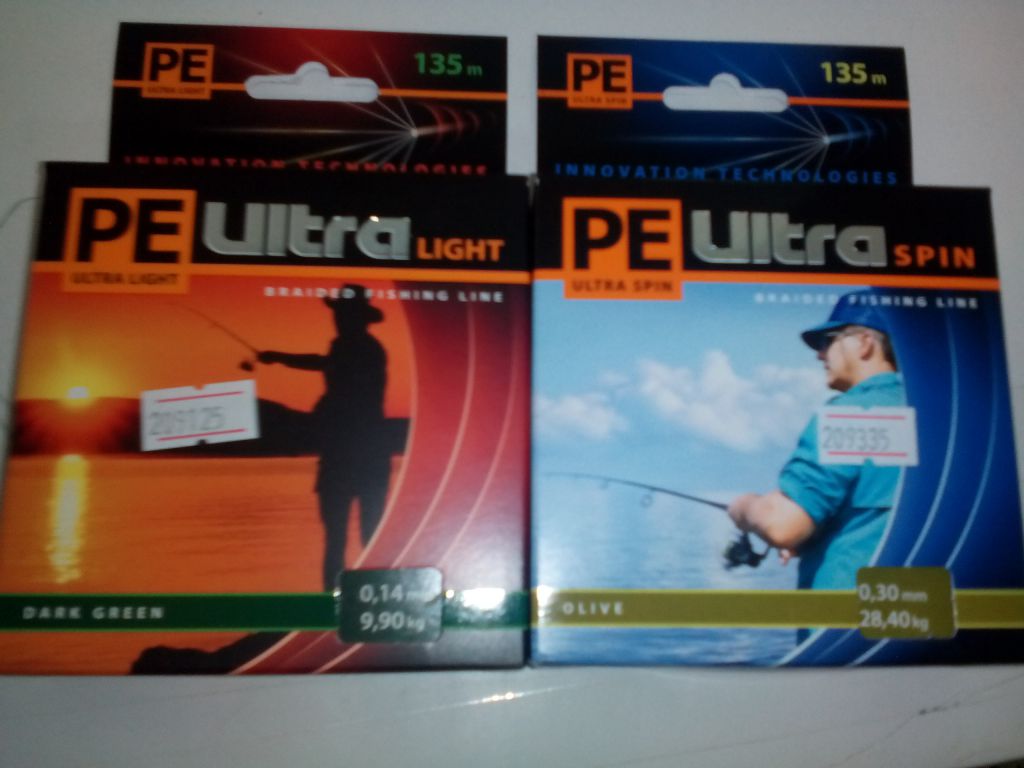 PE
ULTRA LIGHT
135 m
INNOVATION TECHNOLOGIES
PE
ULTRA LIGHT
Ultra LIGHT
BRAIDED FISHING LINE
209125
DARK GREEN
0,14 mm
9,90 kg
PE
ULTRA SPIN
135 m
INNOVATION TECHNOLOGIES
PE
ULTRA SPIN
Ultra SPIN
BRAIDED FISHING LINE
209335
OLIVE
0,30 mm
28,40 kg